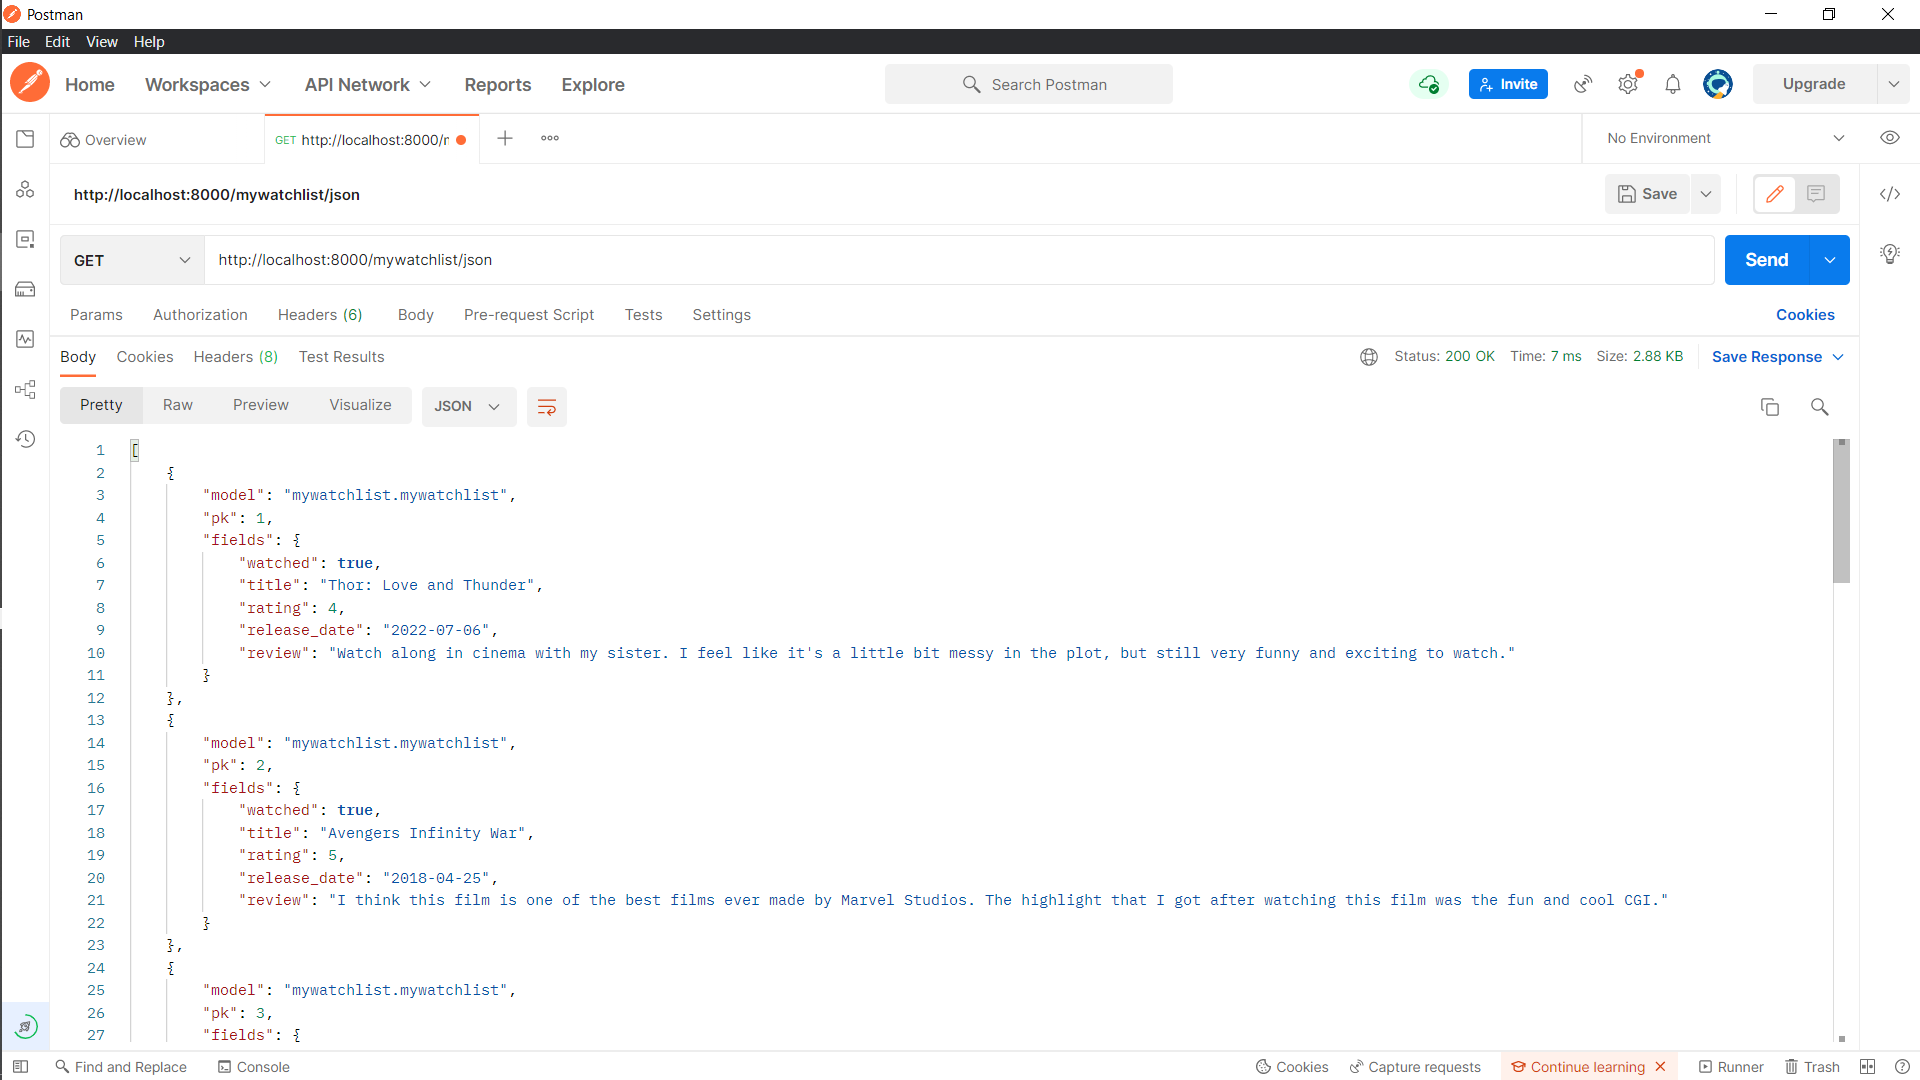 Postman
File Edit View Help
Home Workspaces API Network Reports Explore Search Postman Invite Upgrade
Overview GET http://localhost:8000/r No Environment
http://localhost:8000/mywatchlist/json Save
GET http://localhost:8000/mywatchlist/json Send
Params Authorization Headers (6) Body Pre-request Script Tests Settings Cookies
Body Cookies Headers (8) Test Results Status: 200 OK Time: 7 ms Size: 2.88 KB Save Response
Pretty Raw Preview Visualize JSON
1 [
2 {
3 "model": "mywatchlist.mywatchlist",
4 "pk": 1,
5 "fields": {
6 "watched": true,
7 "title": "Thor: Love and Thunder",
8 "rating": 4,
9 "release_date": "2022-07-06",
10 "review": "Watch along in cinema with my sister. I feel like it's a little bit messy in the plot, but still very funny and exciting to watch."
11 }
12 },
13 {
14 "model": "mywatchlist.mywatchlist",
15 "pk": 2,
16 "fields": {
17 "watched": true,
18 "title": "Avengers Infinity War",
19 "rating": 5,
20 "release_date": "2018-04-25",
21 "review": "I think this film is one of the best films ever made by Marvel Studios. The highlight that I got after watching this film was the fun and cool CGI."
22 }
23 },
24 {
25 "model": "mywatchlist.mywatchlist",
26 "pk": 3,
27 "fields": {
Find and Replace Console Cookies Capture requests Continue learning Runner Trash